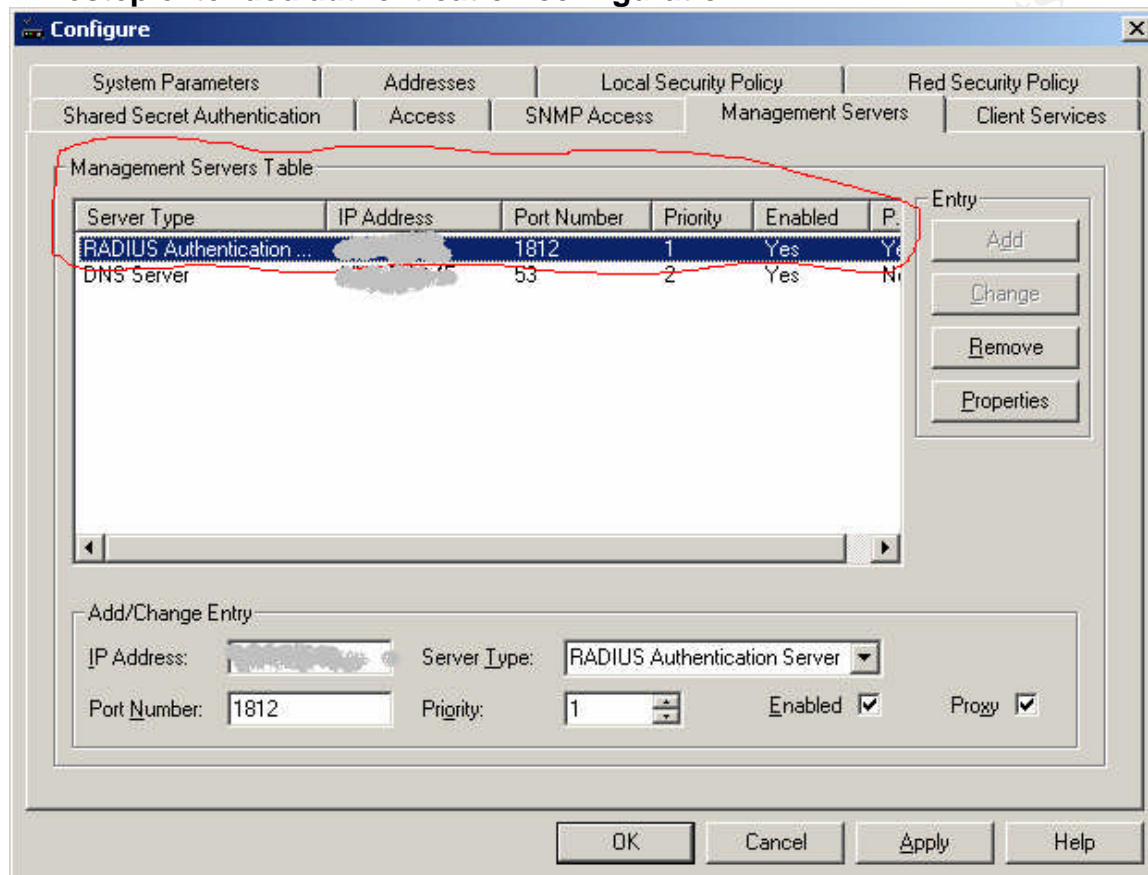 Configure
System Parameters Addresses Local Security Policy Red Security Policy
Shared Secret Authentication Access SNMP Access Management Servers Client Services
Management Servers Table
Entry
Server Type IP Address Port Number Priority Enabled P.
RADIUS Authentication ... 1812 1 Yes
DNS Server 53 2 Yes
Add
Change
Remove
Properties
Add/Change Entry
IP Address: Server Type: RADIUS Authentication Server
Port Number: 1812 Priority: 1 Enabled Proxy
OK Cancel Apply Help